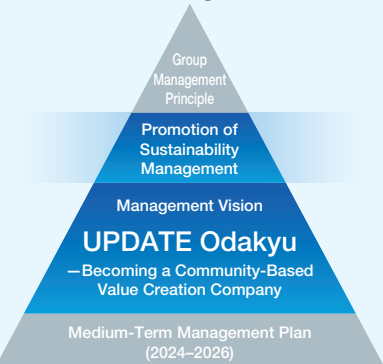 Group
Management
Principle
Promotion of
Sustainability
Management
Management Vision
UPDATE Odakyu
—Becoming a Community-Based
Value Creation Company
Medium-Term Management Plan
(2024–2026)